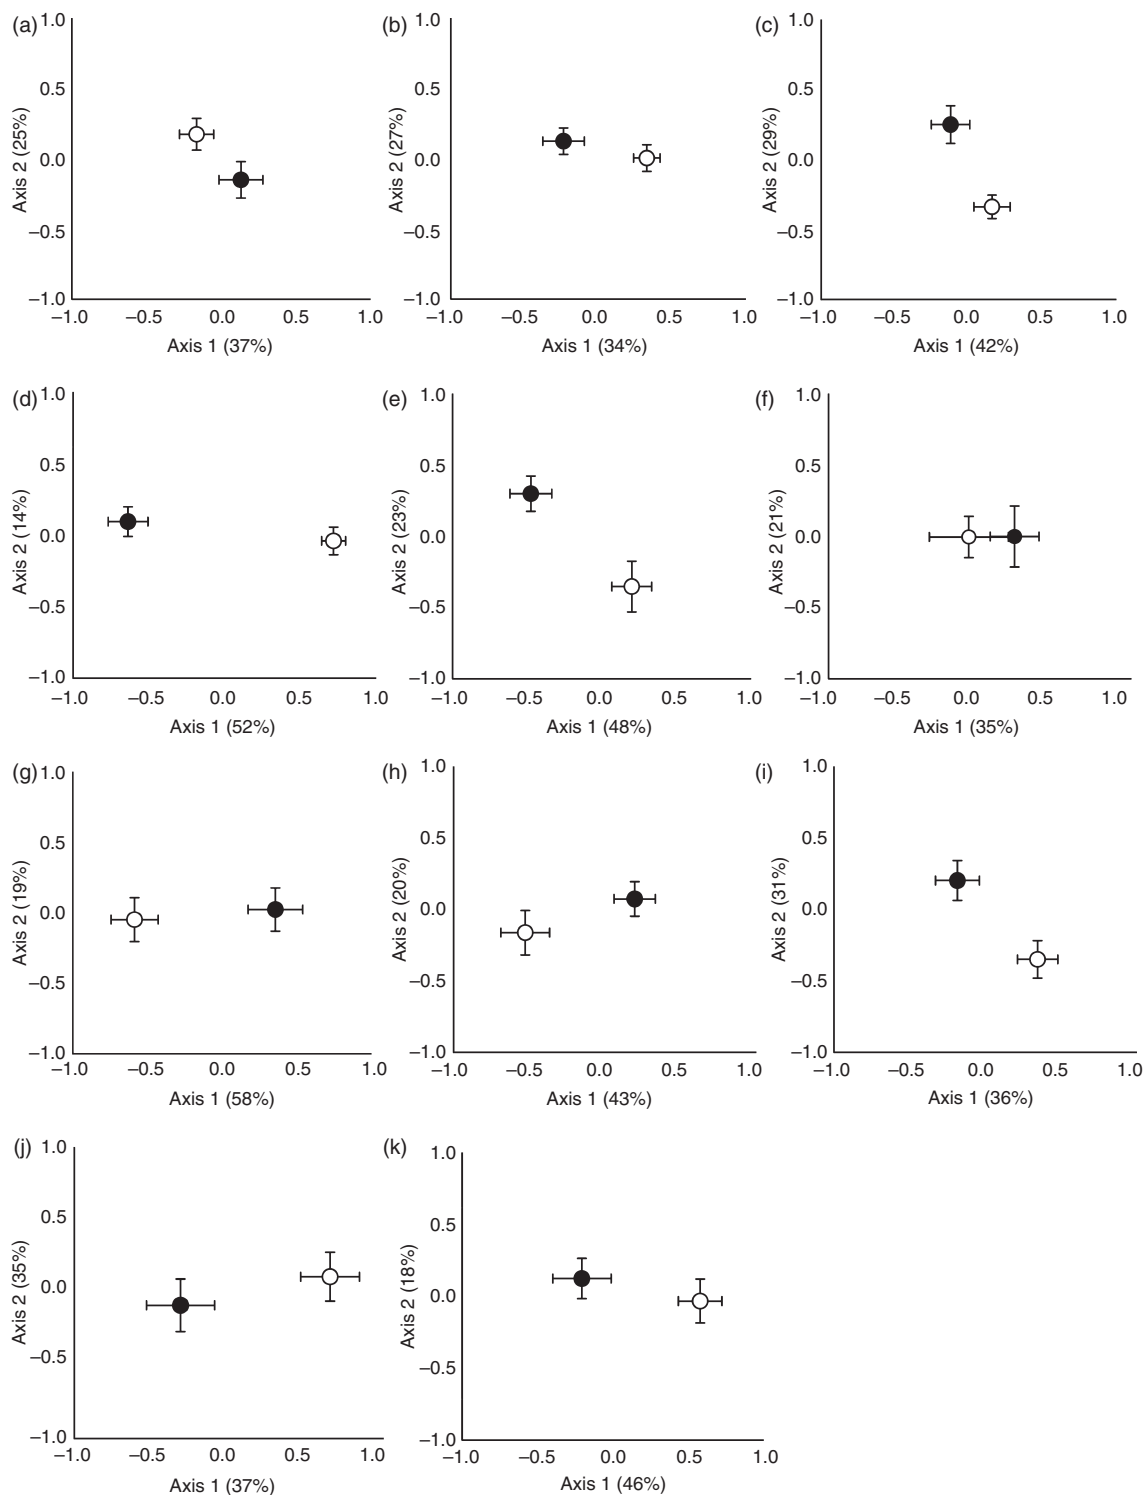 (a) 1.0 (b) 1.0 (c) 1.0
0.5 0.5 0.5
Axis 2 (25%) Axis 2 (27%) Axis 2 (29%)
0.0 0.0 0.0
–0.5 –0.5 –0.5
–1.0 –1.0 –1.0
–1.0 –0.5 0.0 0.5 1.0 –1.0 –0.5 0.0 0.5 1.0 –1.0 –0.5 0.0 0.5 1.0
Axis 1 (37%) Axis 1 (34%) Axis 1 (42%)
(d) 1.0 (e) 1.0 (f) 1.0
0.5 0.5 0.5
Axis 2 (14%) Axis 2 (23%) Axis 2 (21%)
0.0 0.0 0.0
–0.5 –0.5 –0.5
–1.0 –1.0 –1.0
–1.0 –0.5 0.0 0.5 1.0 –1.0 –0.5 0.0 0.5 1.0 –1.0 –0.5 0.0 0.5 1.0
Axis 1 (52%) Axis 1 (48%) Axis 1 (35%)
(g) 1.0 (h) 1.0 (i) 1.0
0.5 0.5 0.5
Axis 2 (19%) Axis 2 (20%) Axis 2 (31%)
0.0 0.0 0.0
–0.5 –0.5 –0.5
–1.0 –1.0 –1.0
–1.0 –0.5 0.0 0.5 1.0 –1.0 –0.5 0.0 0.5 1.0 –1.0 –0.5 0.0 0.5 1.0
Axis 1 (58%) Axis 1 (43%) Axis 1 (36%)
(j) 1.0 (k) 1.0
0.5 0.5
Axis 2 (35%) Axis 2 (18%)
0.0 0.0
–0.5 –0.5
–1.0 –1.0
–1.0 –0.5 0.0 0.5 1.0 –1.0 –0.5 0.0 0.5 1.0
Axis 1 (37%) Axis 1 (46%)